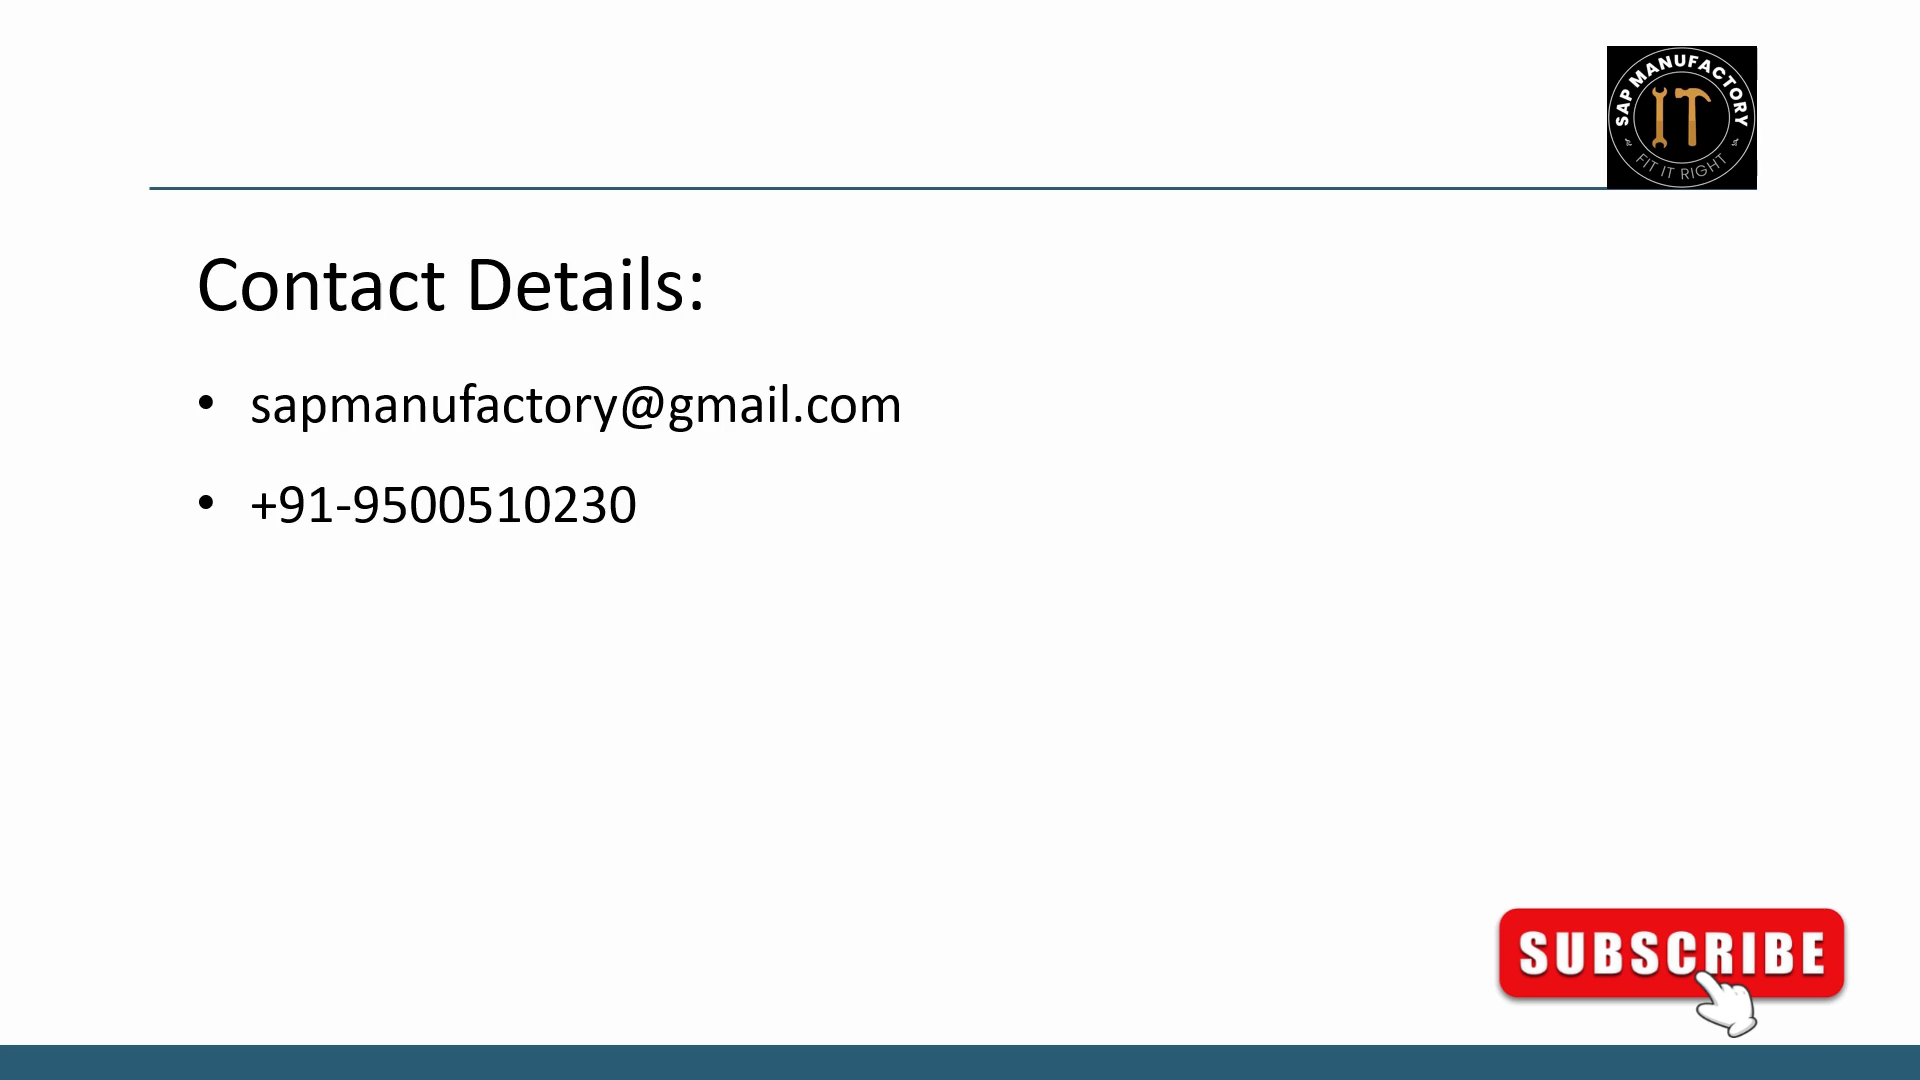 SAP MANUFACTORY
IT
FIT IT RIGHT
Contact Details:
• sapmanufactory@gmail.com
• +91-9500510230
SUBSCRIBE